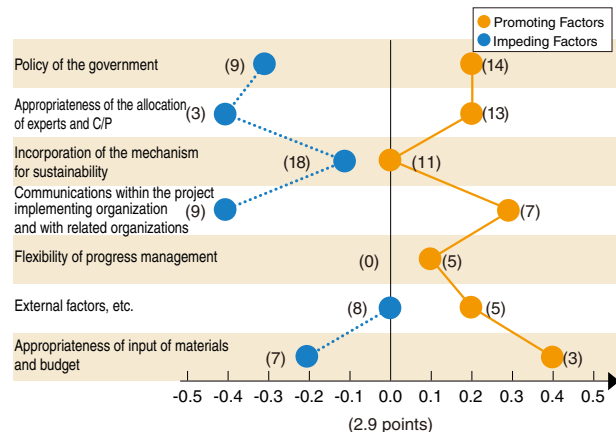 Promoting Factors
Impeding Factors
Policy of the government
(9)
(14)
Appropriateness of the allocation
of experts and C/P
(3)
(13)
Incorporation of the mechanism
for sustainability
(18)
(11)
Communications within the project
implementing organization
and with related organizations
(9)
(7)
Flexibility of progress management
(0)
(5)
External factors, etc.
(8)
(5)
Appropriateness of input of materials
and budget
(7)
(3)
-0.5 -0.4 -0.3 -0.2 -0.1 0.0 0.1 0.2 0.3 0.4 0.5
(2.9 points)